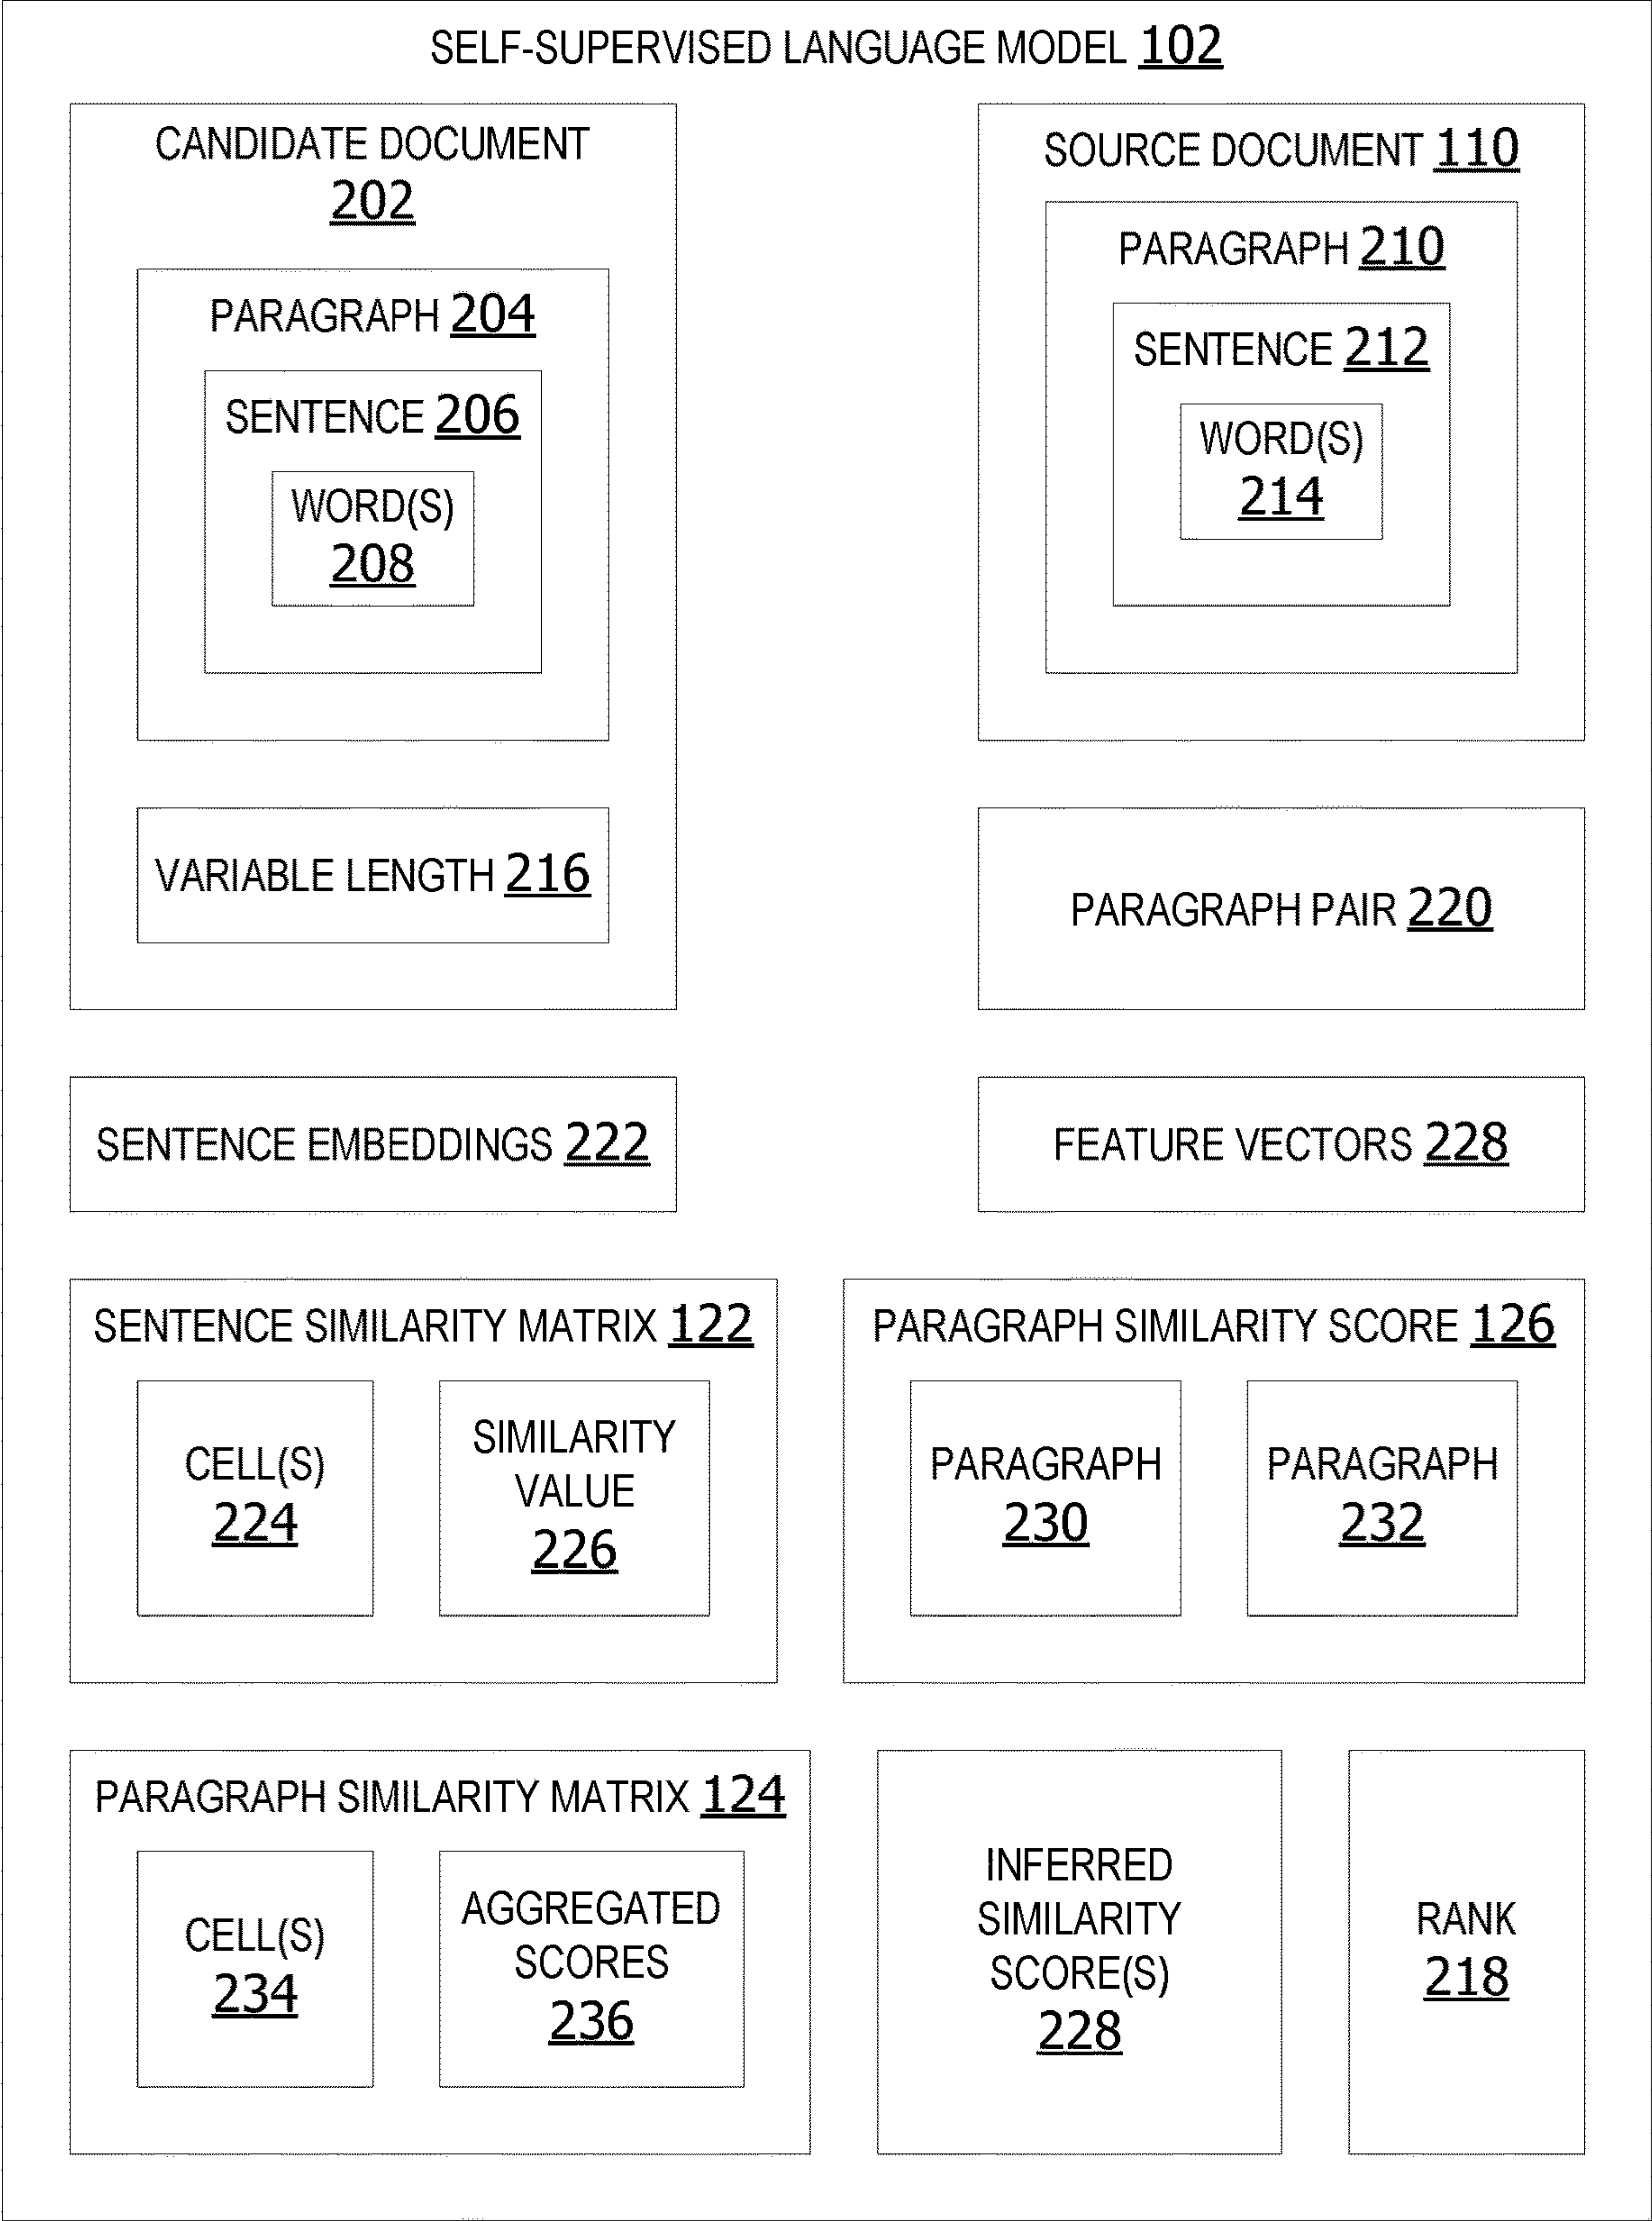 SELF-SUPERVISED LANGUAGE MODEL 102
CANDIDATE DOCUMENT
202
PARAGRAPH 204
SENTENCE 206
WORD(S)
208
VARIABLE LENGTH 216
SOURCE DOCUMENT 110
PARAGRAPH 210
SENTENCE 212
WORD(S)
214
PARAGRAPH PAIR 220
SENTENCE EMBEDDINGS 222
FEATURE VECTORS 228
SENTENCE SIMILARITY MATRIX 122
CELL(S)
224
SIMILARITY
VALUE
226
PARAGRAPH SIMILARITY SCORE 126
PARAGRAPH
230
PARAGRAPH
232
PARAGRAPH SIMILARITY MATRIX 124
CELL(S)
234
AGGREGATED
SCORES
236
INFERRED
SIMILARITY
SCORE(S)
228
RANK
218